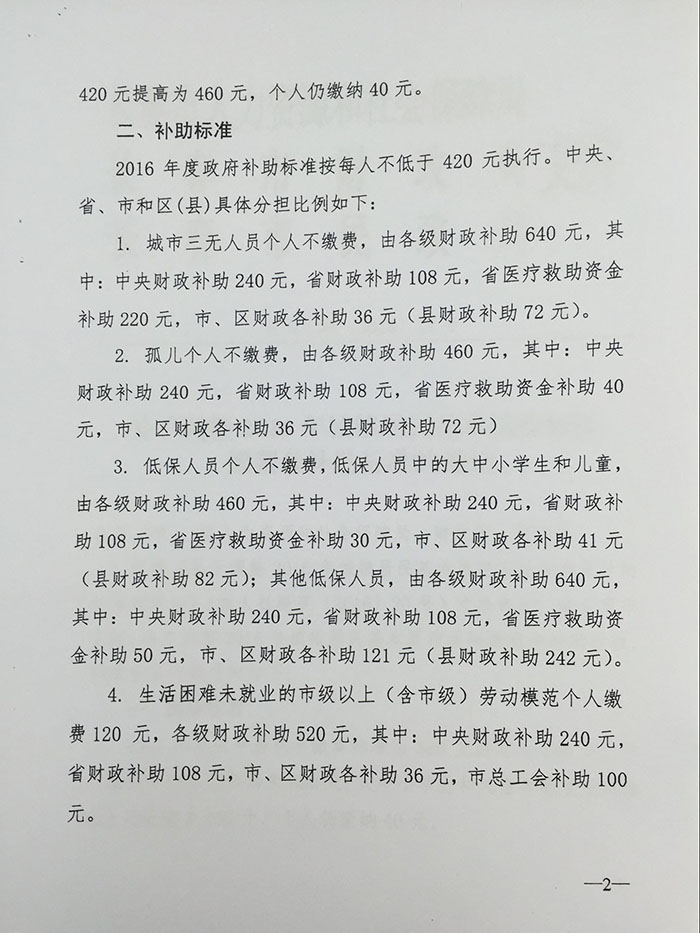 420元提高为460元，个人仍缴纳40元。
二、补助标准
2016 年度政府补助标准按每人不低于 420 元执行。中央、
省、市和区(县)具体分担比例如下：
1. 城市三无人员个人不缴费，由各级财政补助 640 元，其
中：中央财政补助 240 元，省财政补助 108 元，省医疗救助资金
补助 220 元，市、区财政各补助 36 元（县财政补助 72 元）。
2. 孤儿个人不缴费，由各级财政补助 460 元，其中：中央
财政补助 240 元，省财政补助 108 元，省医疗救助资金补助 40
元，市、区财政各补助 36 元（县财政补助 72 元）
3. 低保人员个人不缴费，低保人员中的大中小学生和儿童，
由各级财政补助 460 元，其中：中央财政补助 240 元，省财政补
助 108 元，省医疗救助资金补助 30 元，市、区财政各补助 41 元
（县财政补助 82 元）；其他低保人员，由各级财政补助 640 元，
其中：中央财政补助 240 元，省财政补助 108 元，省医疗救助资
金补助 50 元，市、区财政各补助 121 元（县财政补助 242 元）。
4. 生活困难未就业的市级以上（含市级）劳动模范个人缴
费 120 元，各级财政补助 520 元，其中：中央财政补助 240 元，
省财政补助 108 元，市、区财政各补助 36 元，市总工会补助 100
元。
—2—